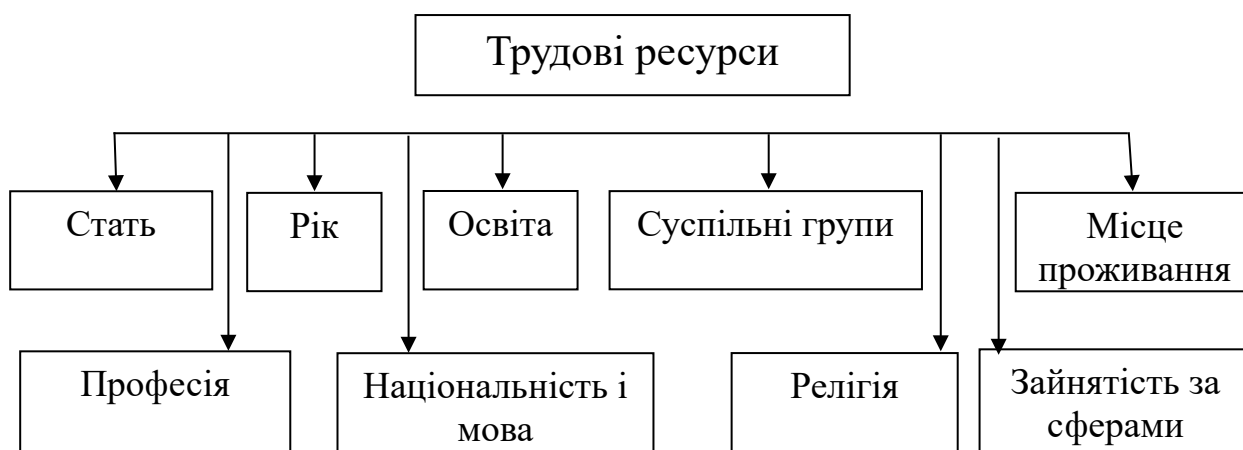 Трудові ресурси
Стать
Рік
Освіта
Суспільні групи
Місце
проживання
Професія
Національність і
мова
Релігія
Зайнятість за
сферами